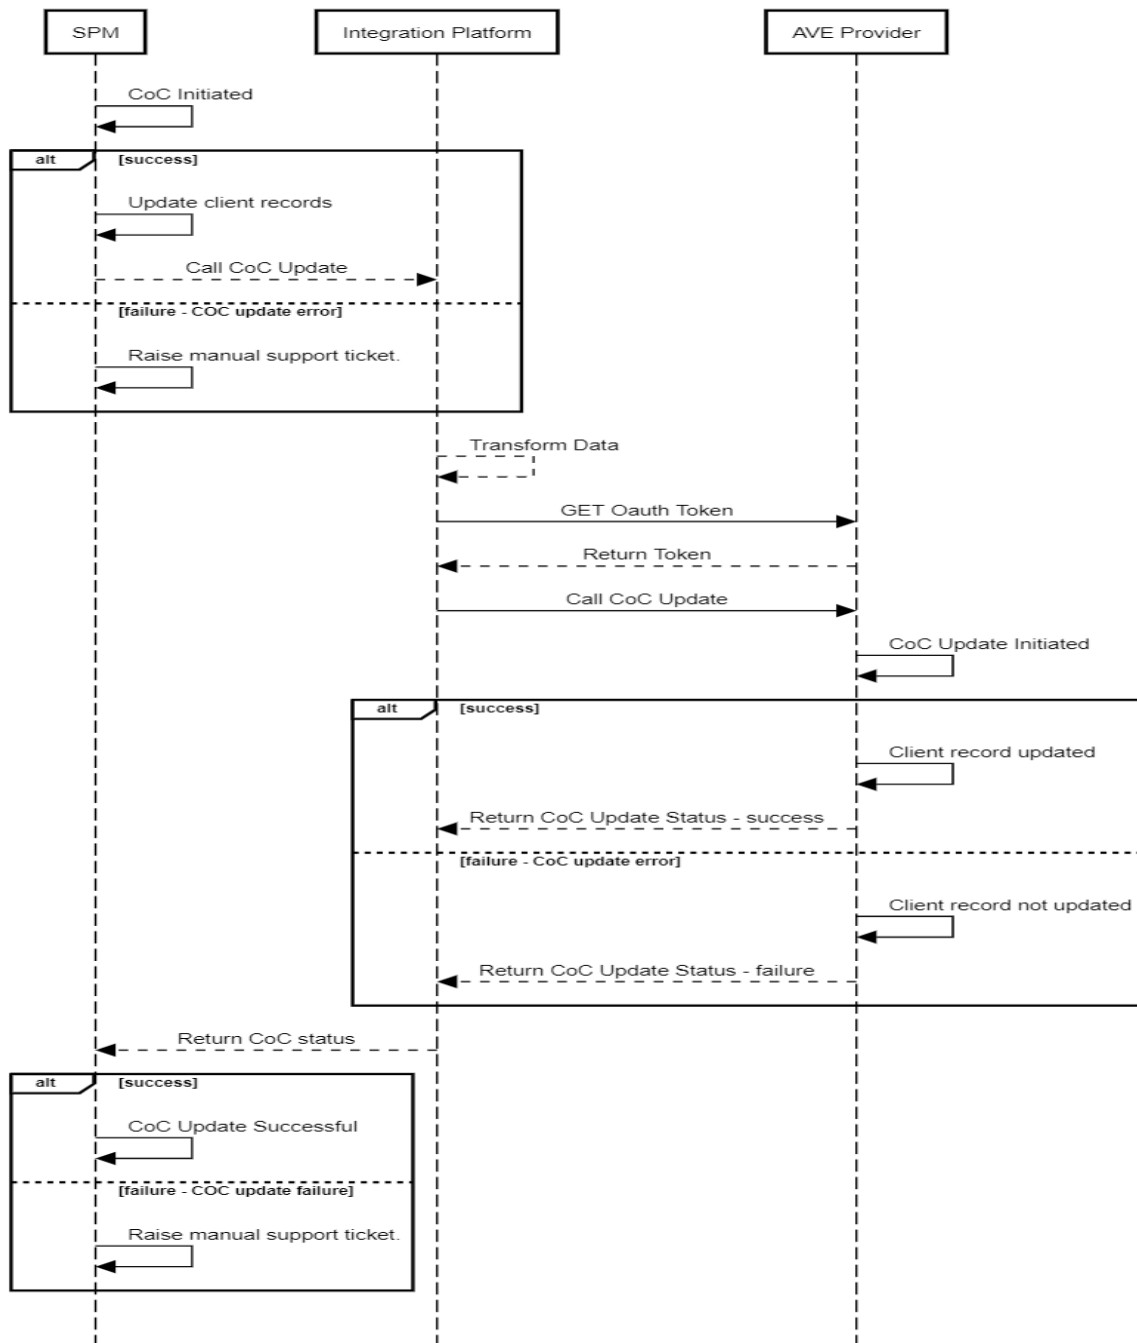 SPM
Integration Platform
AVE Provider
CoC Initiated
alt
[success]
Update client records
Call CoC Update
[failure - COC update error]
Raise manual support ticket.
Transform Data
GET Oauth Token
Return Token
Call CoC Update
CoC Update Initiated
alt
[success]
Client record updated
Return CoC Update Status - success
[failure - CoC update error]
Client record not updated
Return CoC Update Status - failure
Return CoC status
alt
[success]
CoC Update Successful
[failure - COC update failure]
Raise manual support ticket.